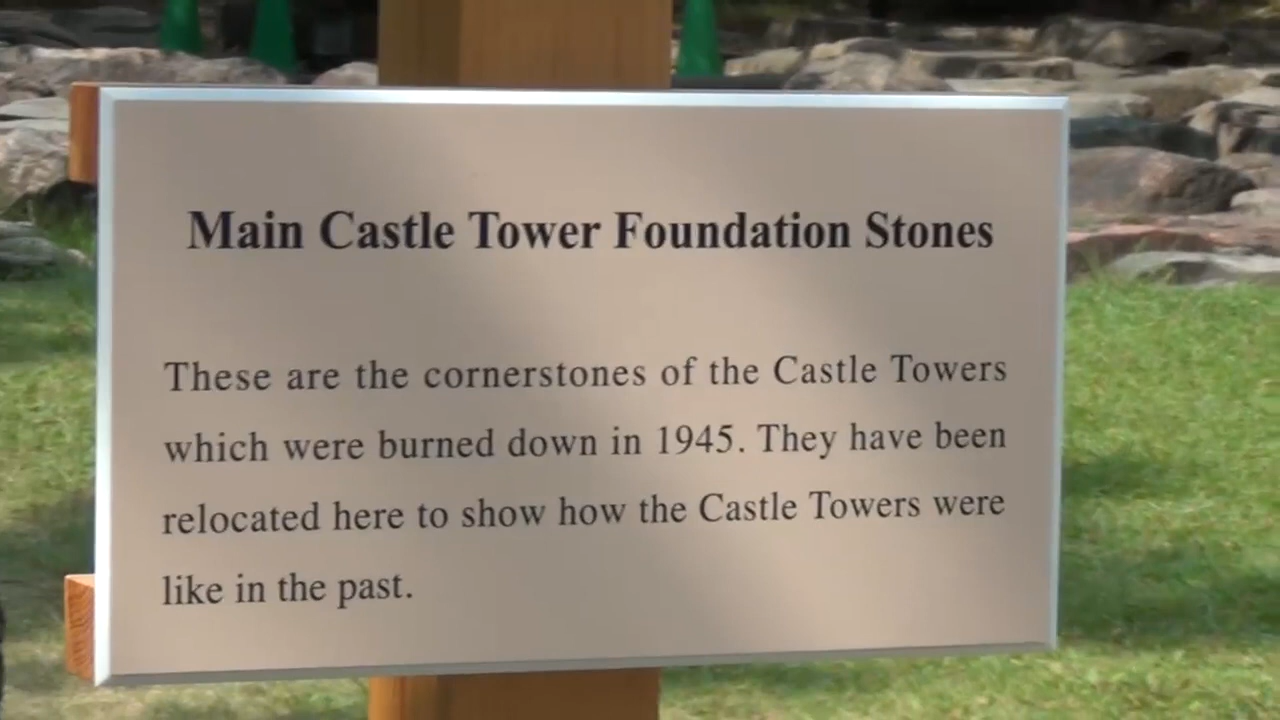 Main Castle Tower Foundation Stones
These are the cornerstones of the Castle Towers
which were burned down in 1945. They have been
relocated here to show how the Castle Towers were
like in the past.